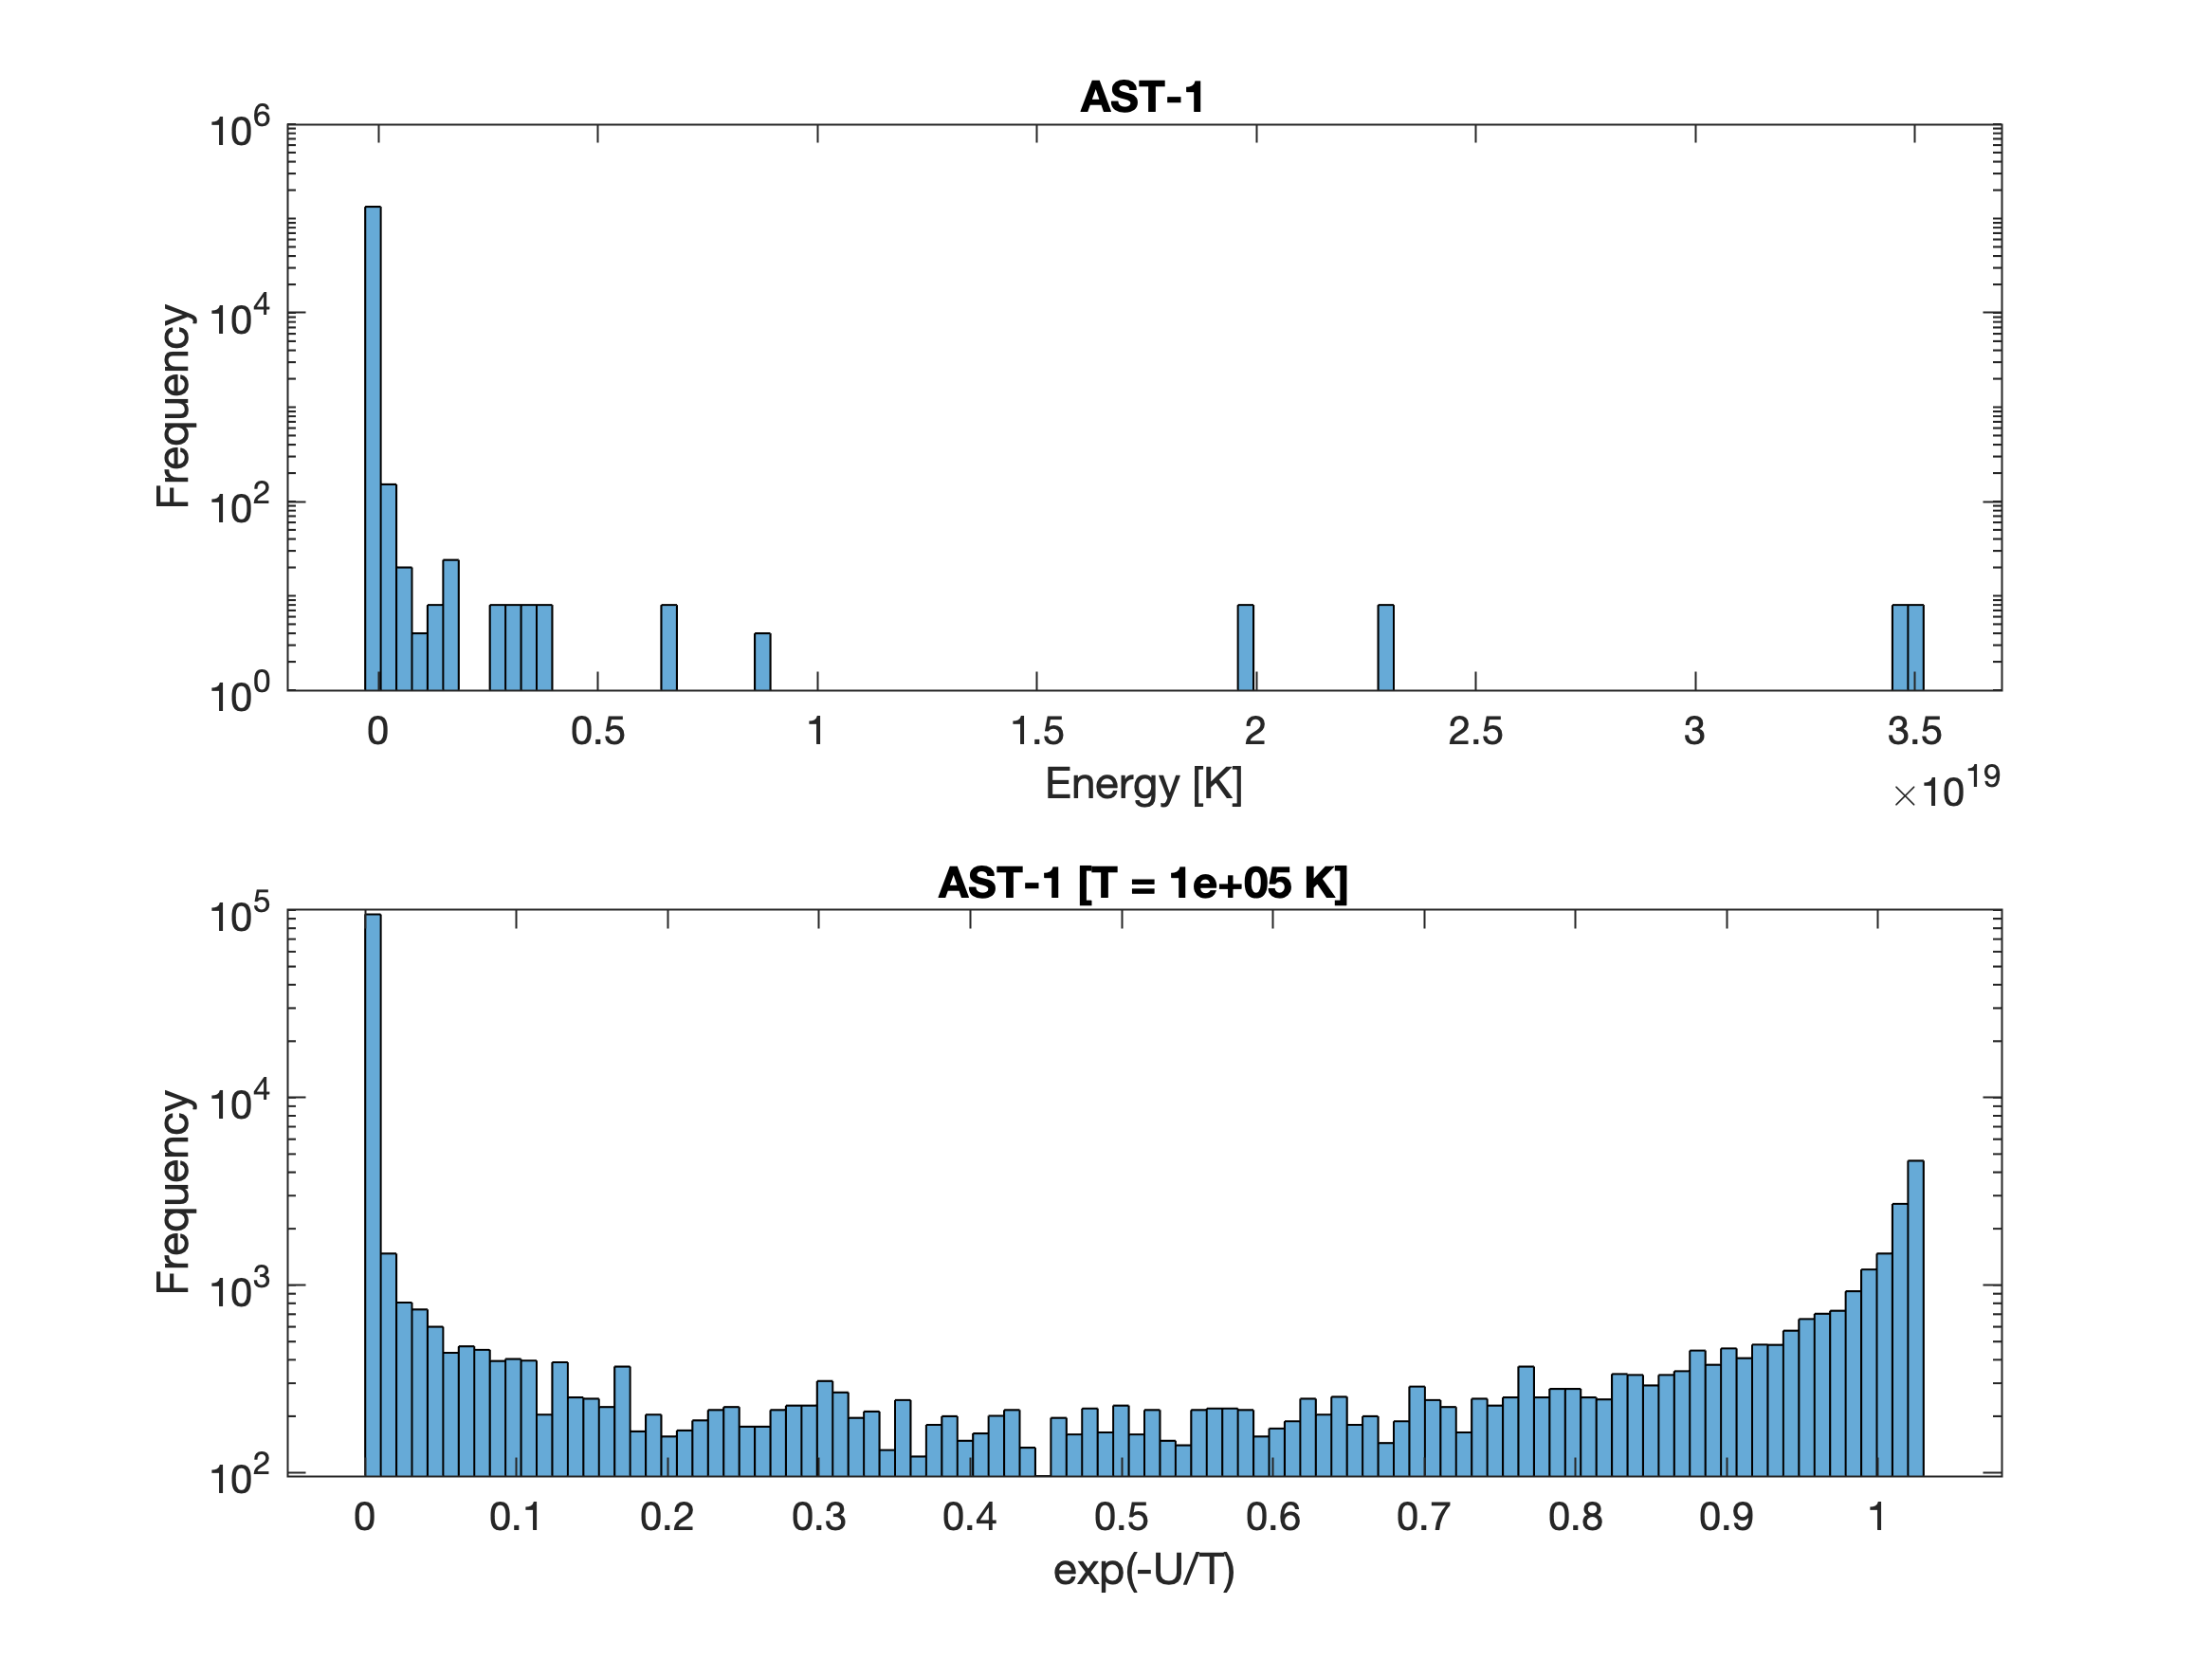 AST-1
10^6
10^4
10^2
10^0
Frequency
0 0.5 1 1.5 2 2.5 3 3.5
Energy [K]
×10^19
AST-1 [T = 1e+05 K]
10^5
10^4
10^3
10^2
Frequency
0 0.1 0.2 0.3 0.4 0.5 0.6 0.7 0.8 0.9 1
exp(-U/T)